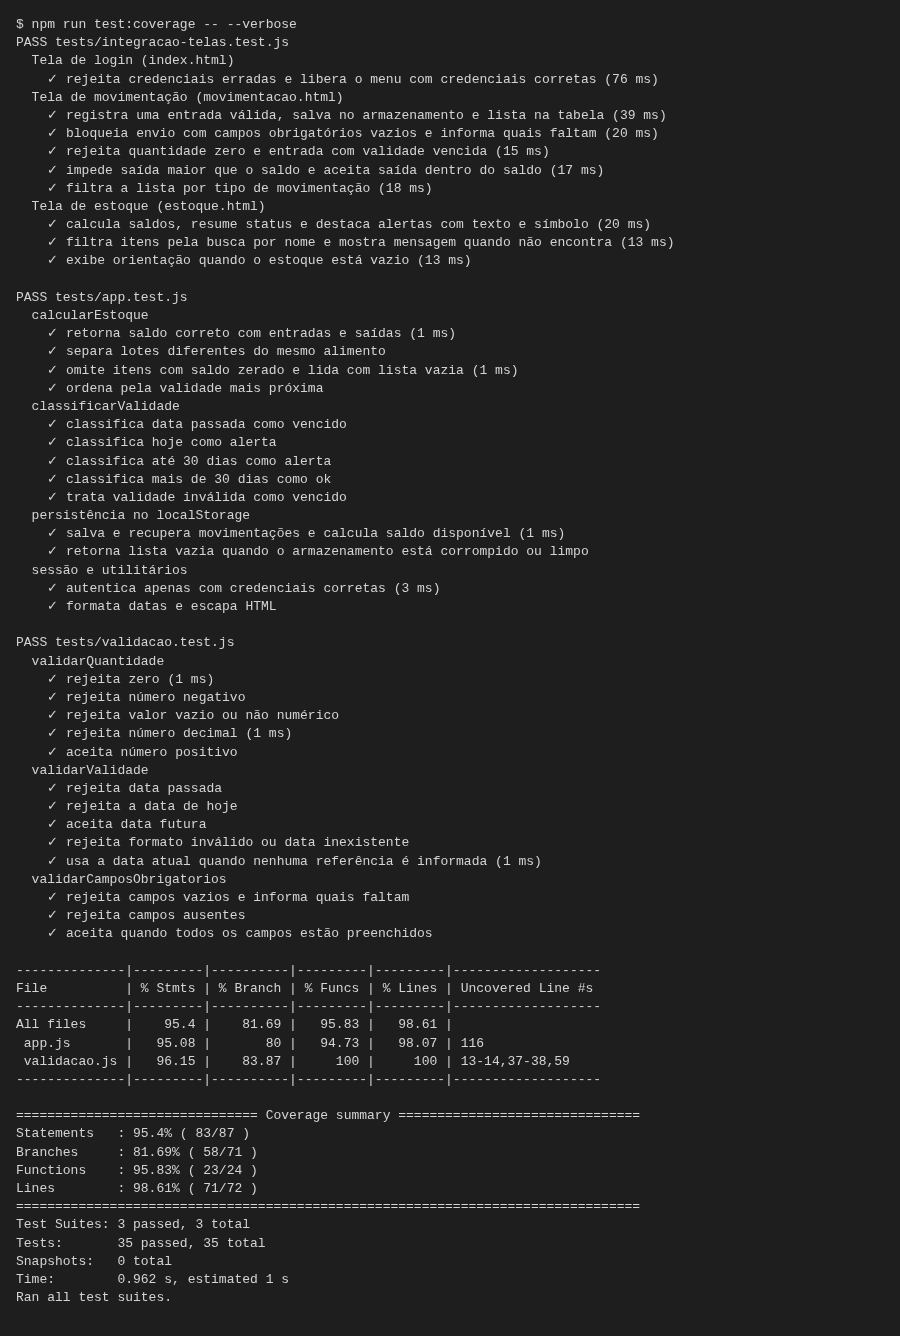 $ npm run test:coverage -- --verbose
PASS tests/integracao-telas.test.js
  Tela de login (index.html)
    ✓ rejeita credenciais erradas e libera o menu com credenciais corretas (76 ms)
  Tela de movimentação (movimentacao.html)
    ✓ registra uma entrada válida, salva no armazenamento e lista na tabela (39 ms)
    ✓ bloqueia envio com campos obrigatórios vazios e informa quais faltam (20 ms)
    ✓ rejeita quantidade zero e entrada com validade vencida (15 ms)
    ✓ impede saída maior que o saldo e aceita saída dentro do saldo (17 ms)
    ✓ filtra a lista por tipo de movimentação (18 ms)
  Tela de estoque (estoque.html)
    ✓ calcula saldos, resume status e destaca alertas com texto e símbolo (20 ms)
    ✓ filtra itens pela busca por nome e mostra mensagem quando não encontra (13 ms)
    ✓ exibe orientação quando o estoque está vazio (13 ms)

PASS tests/app.test.js
  calcularEstoque
    ✓ retorna saldo correto com entradas e saídas (1 ms)
    ✓ separa lotes diferentes do mesmo alimento
    ✓ omite itens com saldo zerado e lida com lista vazia (1 ms)
    ✓ ordena pela validade mais próxima
  classificarValidade
    ✓ classifica data passada como vencido
    ✓ classifica hoje como alerta
    ✓ classifica até 30 dias como alerta
    ✓ classifica mais de 30 dias como ok
    ✓ trata validade inválida como vencido
  persistência no localStorage
    ✓ salva e recupera movimentações e calcula saldo disponível (1 ms)
    ✓ retorna lista vazia quando o armazenamento está corrompido ou limpo
  sessão e utilitários
    ✓ autentica apenas com credenciais corretas (3 ms)
    ✓ formata datas e escapa HTML

PASS tests/validacao.test.js
  validarQuantidade
    ✓ rejeita zero (1 ms)
    ✓ rejeita número negativo
    ✓ rejeita valor vazio ou não numérico
    ✓ rejeita número decimal (1 ms)
    ✓ aceita número positivo
  validarValidade
    ✓ rejeita data passada
    ✓ rejeita a data de hoje
    ✓ aceita data futura
    ✓ rejeita formato inválido ou data inexistente
    ✓ usa a data atual quando nenhuma referência é informada (1 ms)
  validarCamposObrigatorios
    ✓ rejeita campos vazios e informa quais faltam
    ✓ rejeita campos ausentes
    ✓ aceita quando todos os campos estão preenchidos

--------------|---------|----------|---------|---------|-------------------
File          | % Stmts | % Branch | % Funcs | % Lines | Uncovered Line #s
--------------|---------|----------|---------|---------|-------------------
All files     |    95.4 |    81.69 |   95.83 |   98.61 |
 app.js       |   95.08 |       80 |   94.73 |   98.07 | 116
 validacao.js |   96.15 |    83.87 |     100 |     100 | 13-14,37-38,59
--------------|---------|----------|---------|---------|-------------------

=============================== Coverage summary ===============================
Statements   : 95.4% ( 83/87 )
Branches     : 81.69% ( 58/71 )
Functions    : 95.83% ( 23/24 )
Lines        : 98.61% ( 71/72 )
================================================================================
Test Suites: 3 passed, 3 total
Tests:       35 passed, 35 total
Snapshots:   0 total
Time:        0.962 s, estimated 1 s
Ran all test suites.